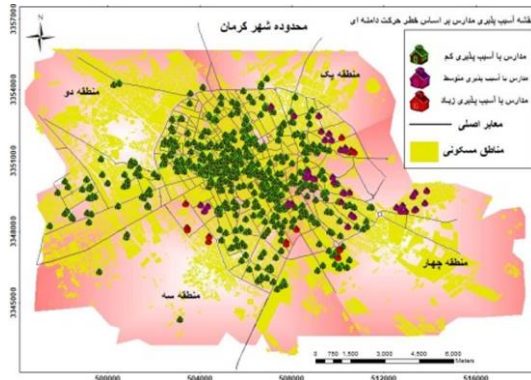 نقشه آسیب پذیری مدارس بر اساس خطر حرکت دامنه ای
محدوده شهر کرمان
N
مدارس با آسیب پذیری کم
مدارس با آسیب پذیری متوسط
مدارس با آسیب پذیری زیاد
معابر اصلی
مناطق مسکونی
منطقه یک
منطقه دو
منطقه سه
منطقه چهار
3357000
3354000
3351000
3348000
3345000
0 750 1,500 3,000 4,500 6,000
Meters
500000 504000 508000 512000 516000